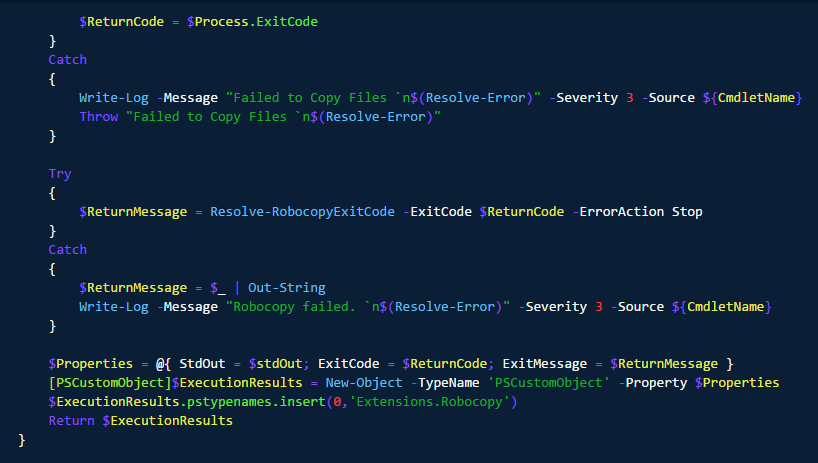 $ReturnCode = $Process.ExitCode
}
Catch
{
Write-Log -Message "Failed to Copy Files `n$(Resolve-Error)" -Severity 3 -Source ${CmdletName}
Throw "Failed to Copy Files `n$(Resolve-Error)"
}
Try
{
$ReturnMessage = Resolve-RobocopyExitCode -ExitCode $ReturnCode -ErrorAction Stop
}
Catch
{
$ReturnMessage = $_ | Out-String
Write-Log -Message "Robocopy failed. `n$(Resolve-Error)" -Severity 3 -Source ${CmdletName}
}
$Properties = @{ StdOut = $stdOut; ExitCode = $ReturnCode; ExitMessage = $ReturnMessage }
[PSCustomObject]$ExecutionResults = New-Object -TypeName 'PSCustomObject' -Property $Properties
$ExecutionResults.pstypenames.insert(0,'Extensions.Robocopy')
Return $ExecutionResults
}